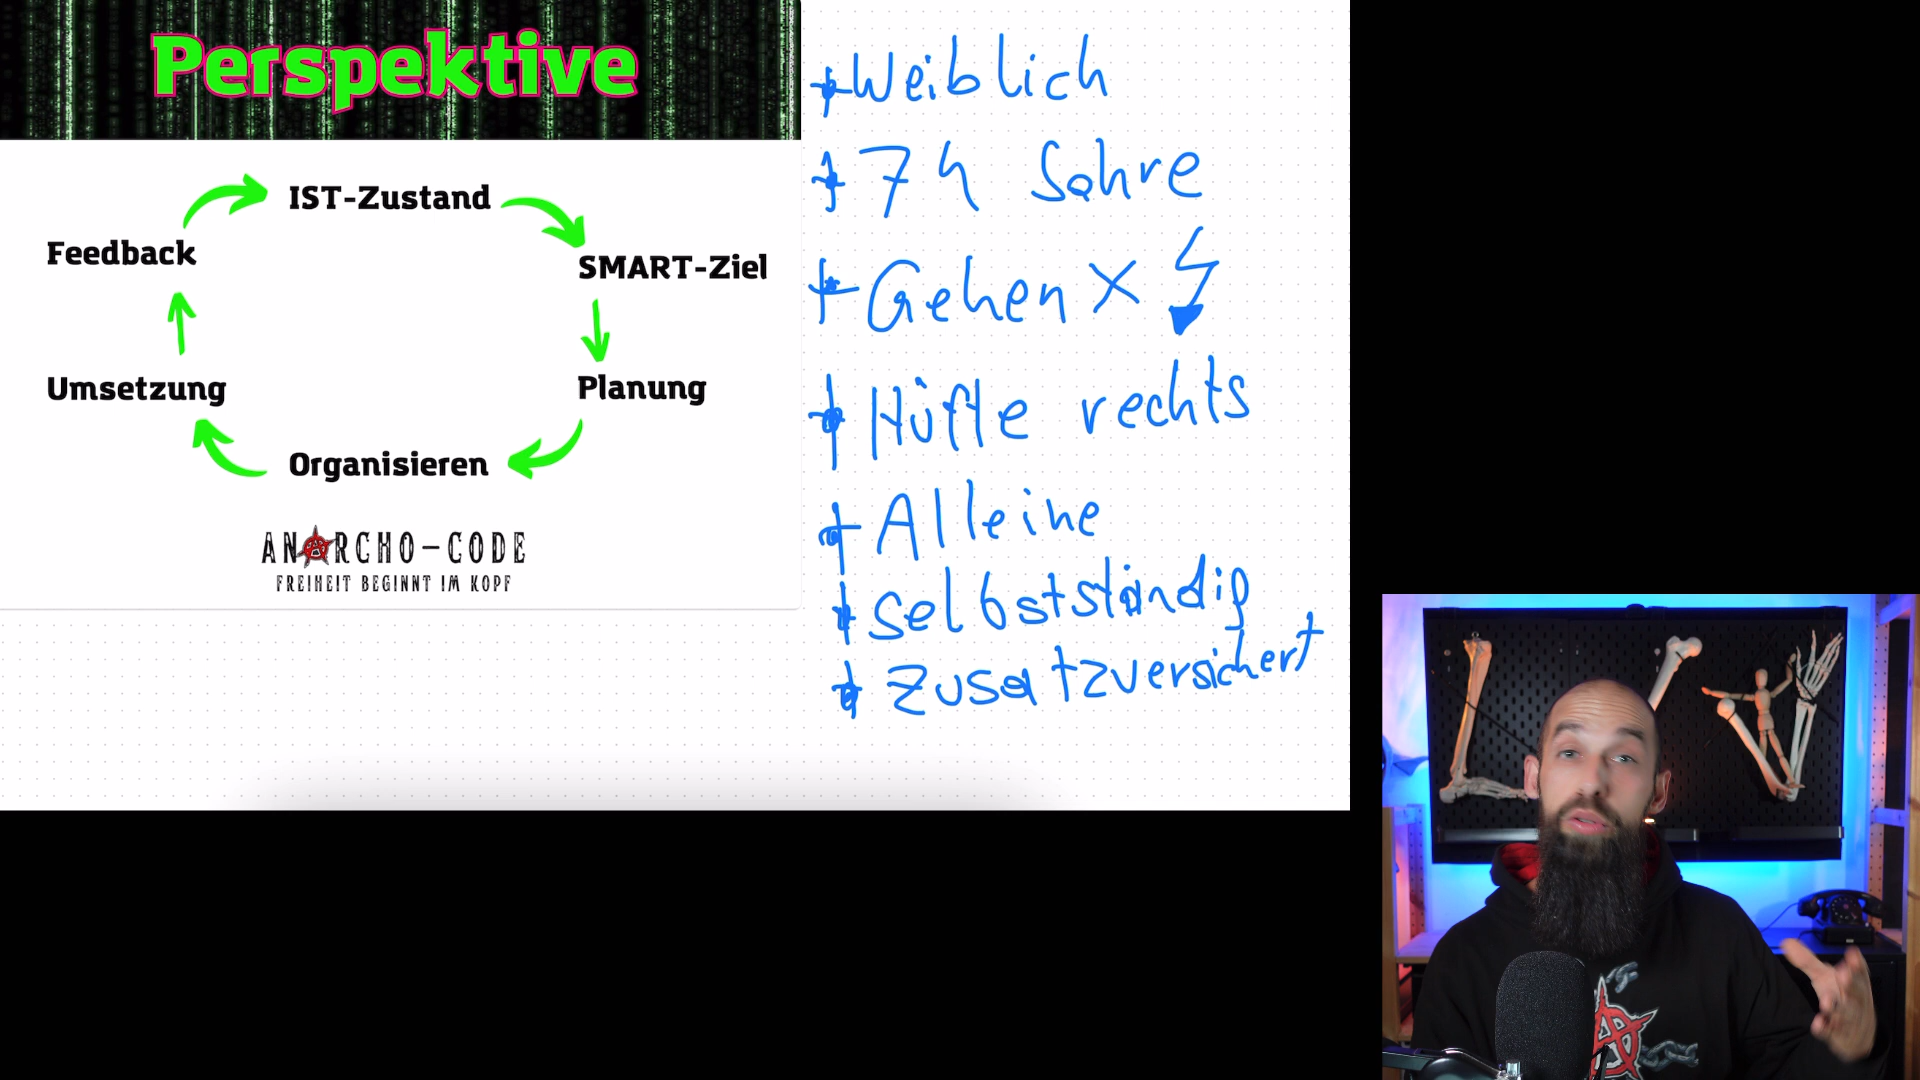 Perspektive
IST-Zustand
SMART-Ziel
Planung
Organisieren
Umsetzung
Feedback
ANARCHO-CODE
FREIHEIT BEGINNT IM KOPF
Weiblich
74 Jahre
Gehen X
Hüfte rechts
Alleine
selbstständig
Zusatzversichert